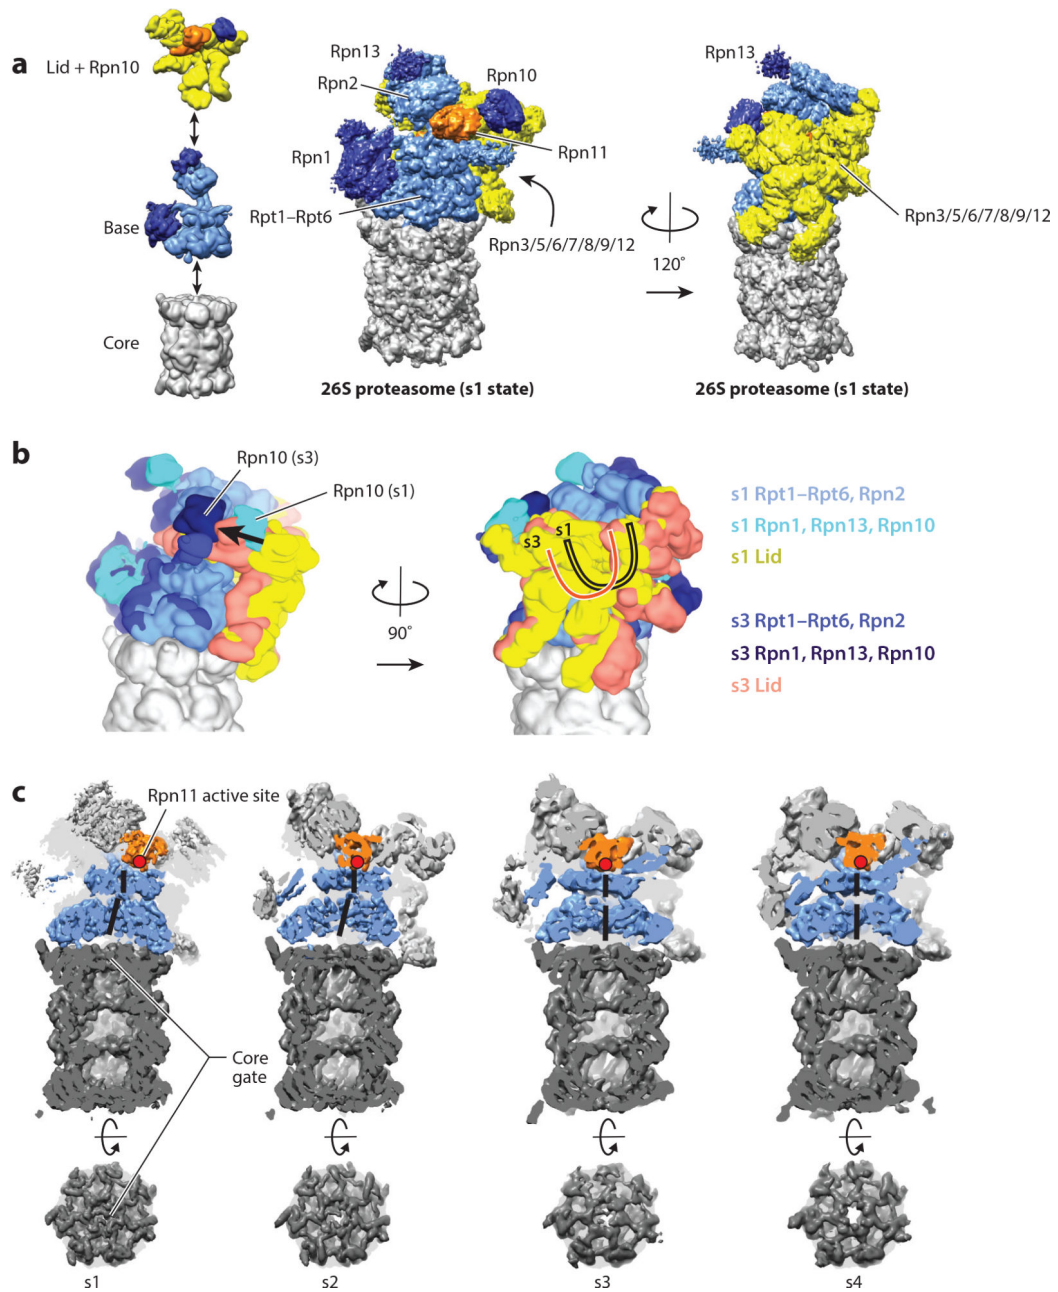 a
Lid + Rpn10
Base
Core
Rpn13
Rpn2
Rpn10
Rpn1
Rpn11
Rpt1–Rpt6
Rpn3/5/6/7/8/9/12
26S proteasome (s1 state)
120°
Rpn13
Rpn3/5/6/7/8/9/12
26S proteasome (s1 state)
b
Rpn10 (s3)
Rpn10 (s1)
90°
s1
s3
s1 Rpt1–Rpt6, Rpn2
s1 Rpn1, Rpn13, Rpn10
s1 Lid
s3 Rpt1–Rpt6, Rpn2
s3 Rpn1, Rpn13, Rpn10
s3 Lid
c
Rpn11 active site
Core
gate
s1
s2
s3
s4